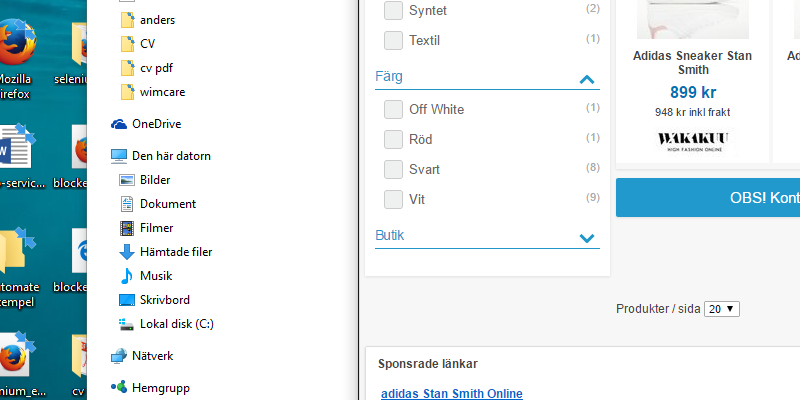 Mozilla
irefox
seleniu
W
-servic...
blocke
utomate
tempel
blocke
nium_e...
cv
anders
CV
cv pdf
wimcare
OneDrive
Den här datorn
Bilder
Dokument
Filmer
Hämtade filer
Musik
Skrivbord
Lokal disk (C:)
Nätverk
Hemgrupp
Syntet (2)
Textil (1)
Färg
Off White (1)
Röd (1)
Svart (8)
Vit (9)
Butik
Adidas Sneaker Stan
Smith
899 kr
948 kr inkl frakt
WAKAKUU
HIGH FASHION ONLINE
Ad
OBS! Kont
Produkter / sida 20
Sponsrade länkar
adidas Stan Smith Online